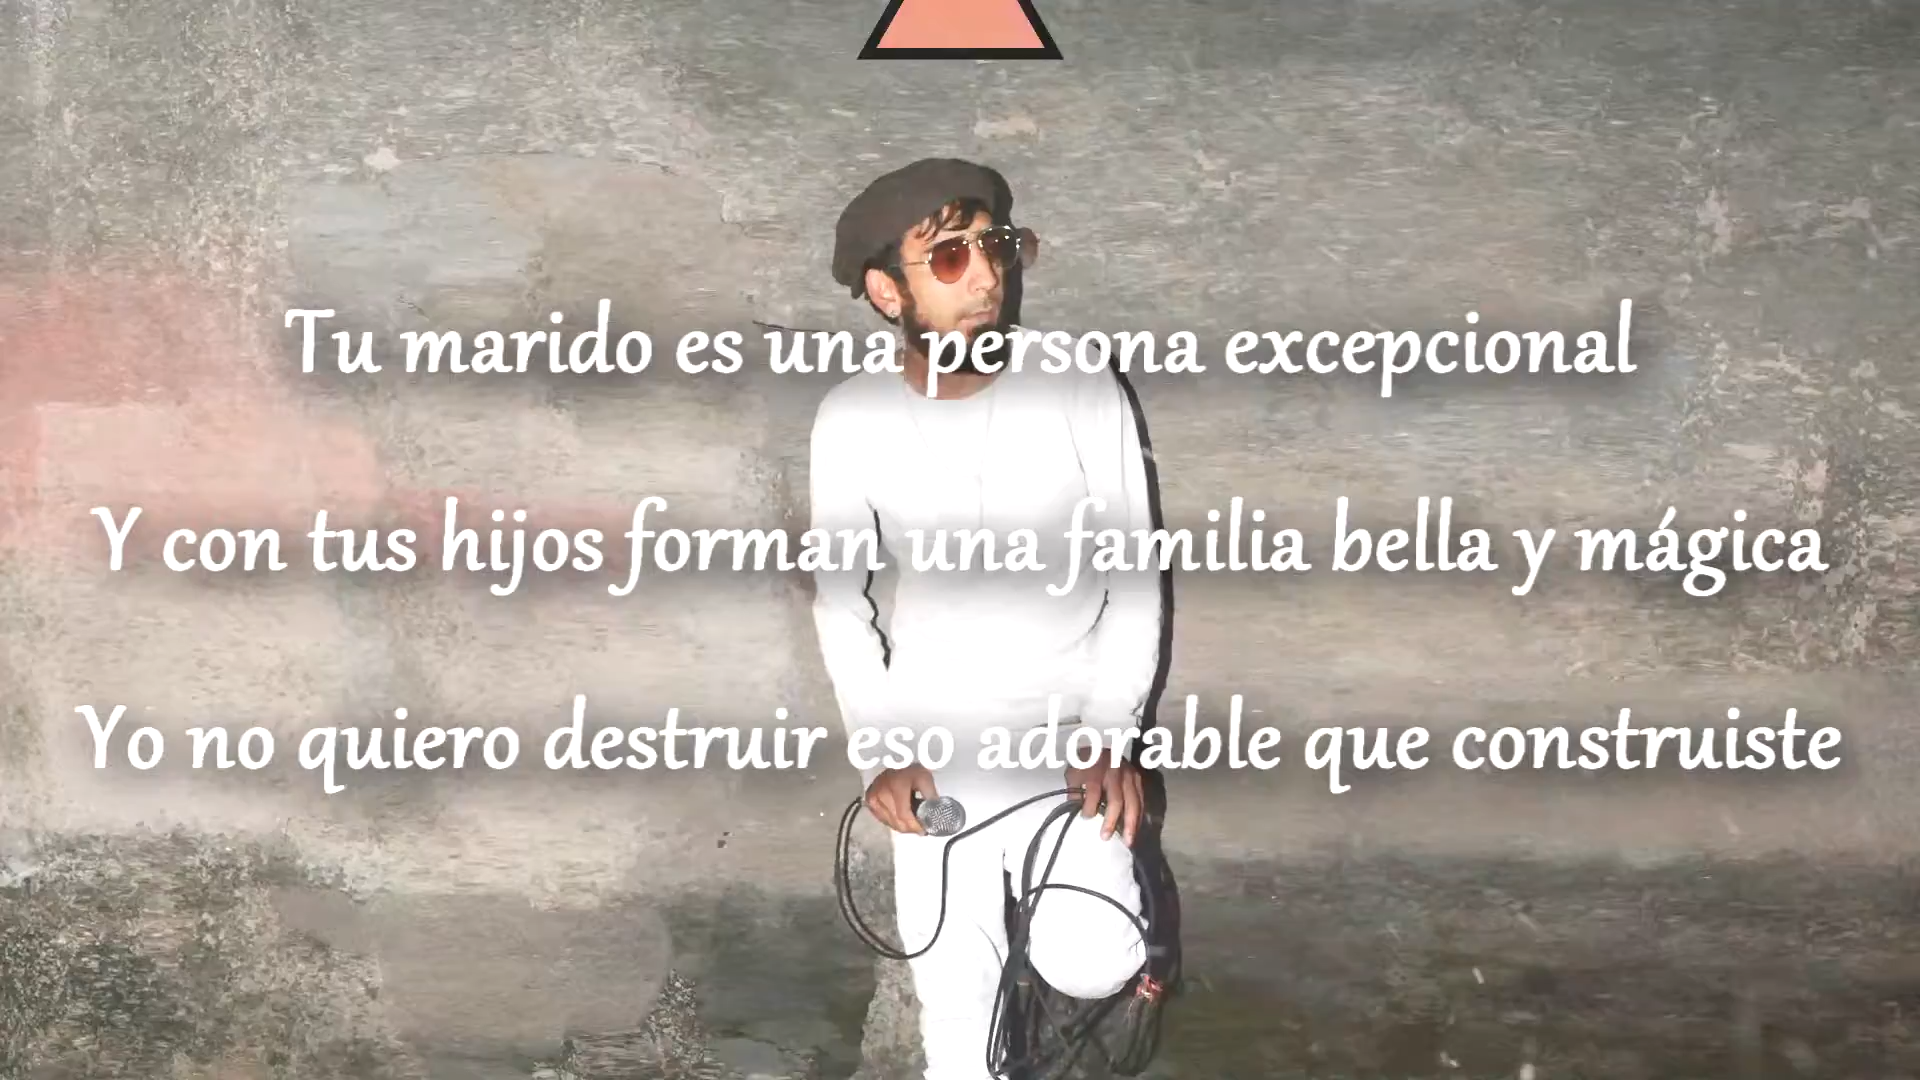 Tu marido es una persona excepcional
Y con tus hijos forman una familia bella y mágica
Yo no quiero destruir eso adorable que construiste